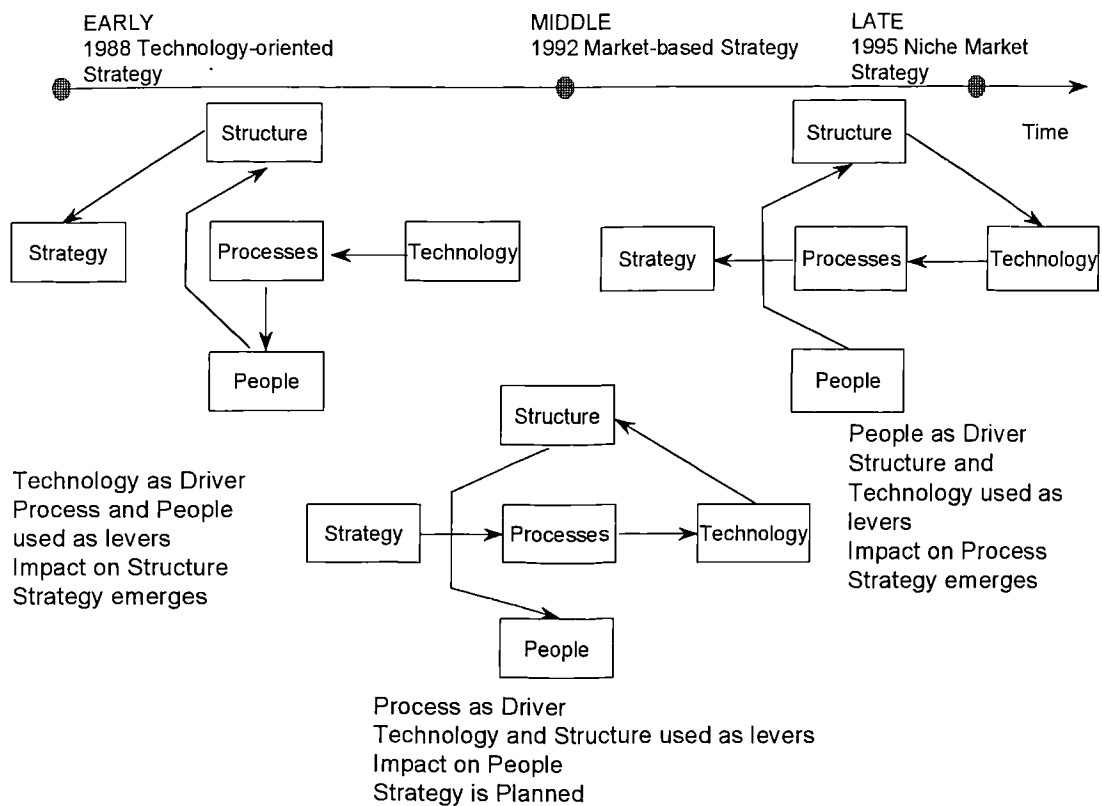 EARLY
1988 Technology-oriented
Strategy
MIDDLE
1992 Market-based Strategy
LATE
1995 Niche Market
Strategy
Time
Structure
Strategy
Processes
Technology
People
Technology as Driver
Process and People
used as levers
Impact on Structure
Strategy emerges
Structure
Strategy
Processes
Technology
People
Process as Driver
Technology and Structure used as levers
Impact on People
Strategy is Planned
Structure
Strategy
Processes
Technology
People
People as Driver
Structure and
Technology used as
levers
Impact on Process
Strategy emerges